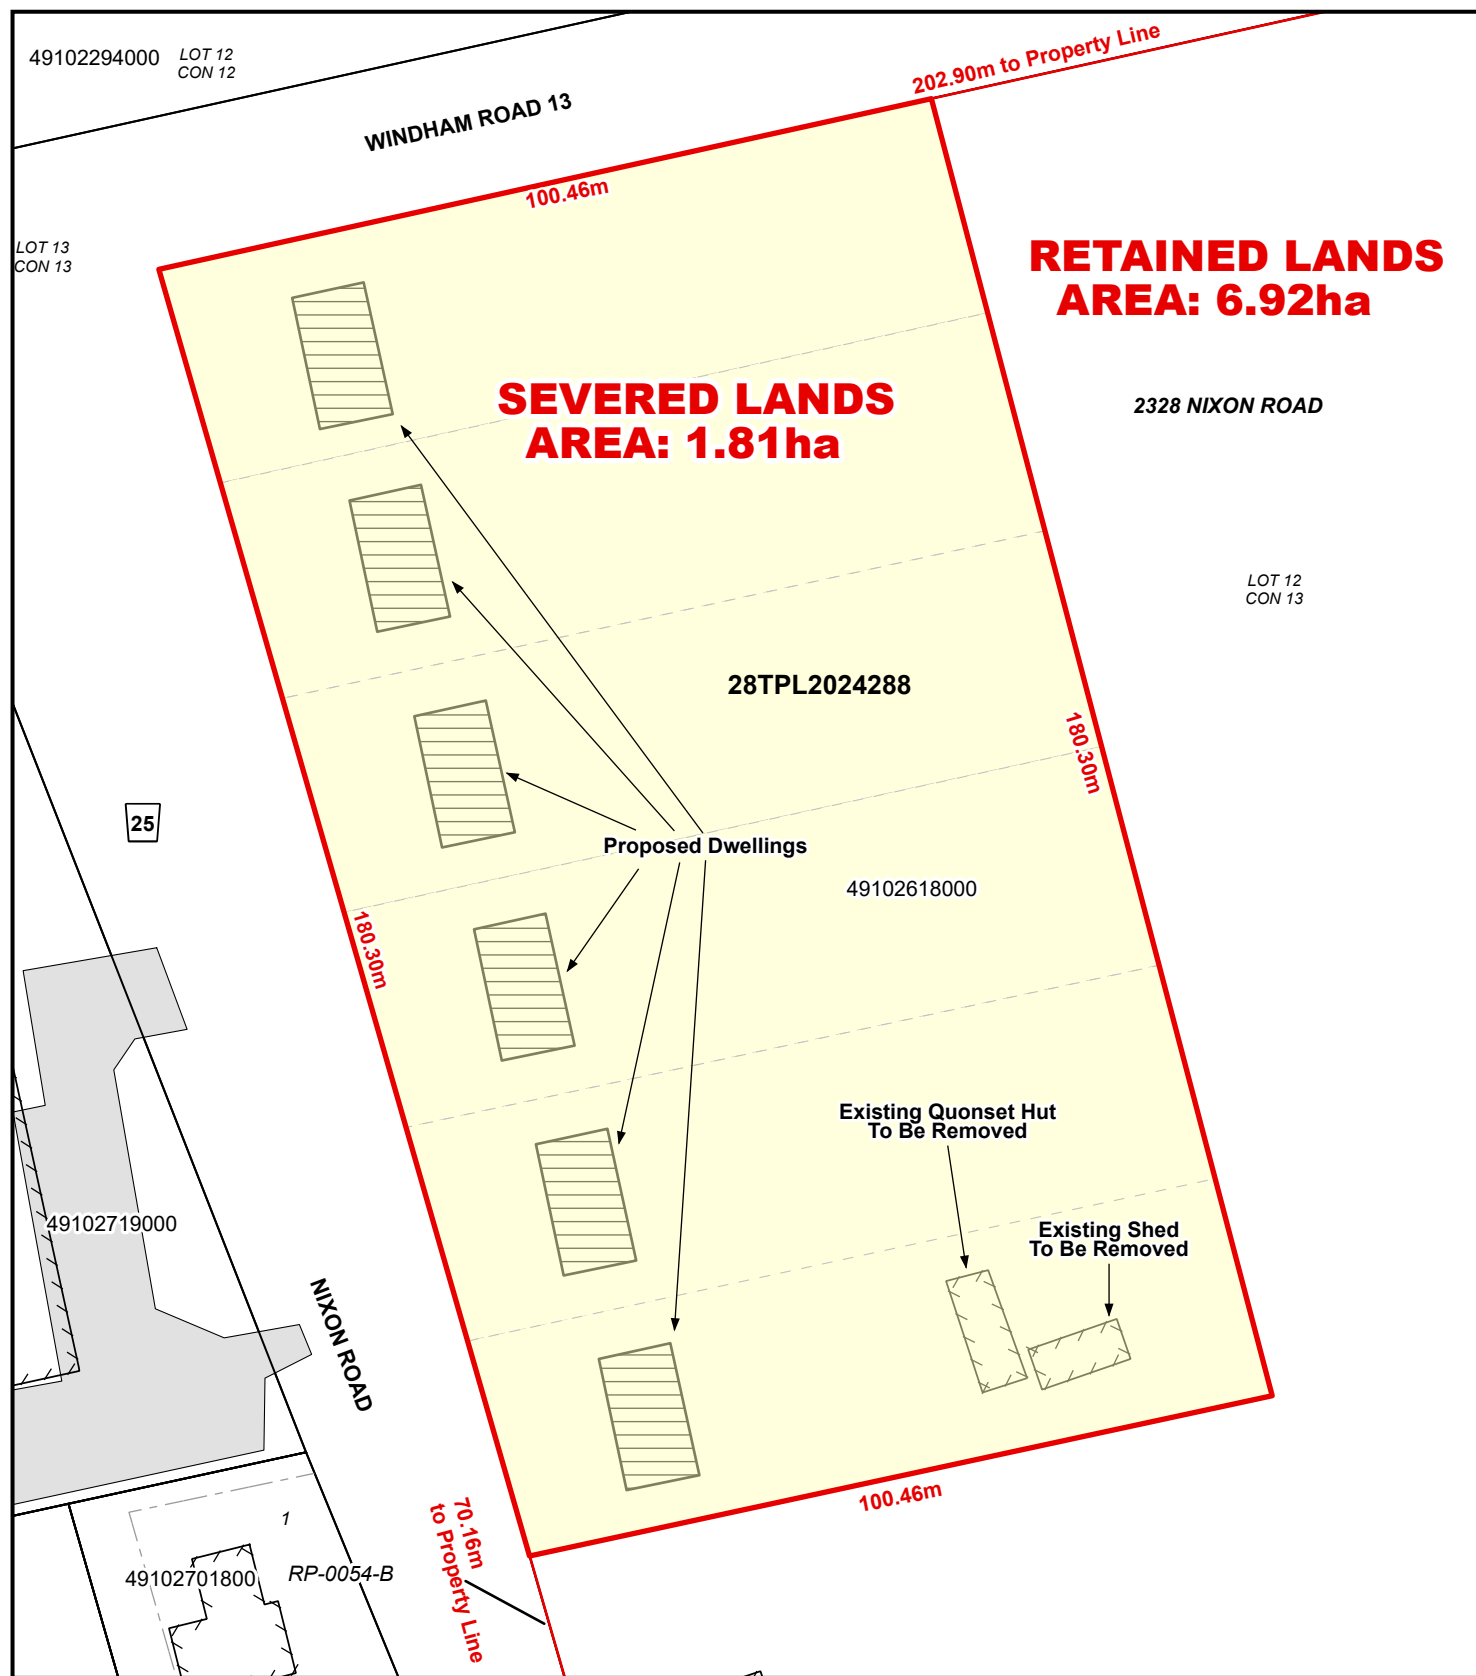 49102294000
LOT 12
CON 12
WINDHAM ROAD 13
202.90m to Property Line
100.46m
LOT 13
CON 13
RETAINED LANDS
AREA: 6.92ha
SEVERED LANDS
AREA: 1.81ha
2328 NIXON ROAD
LOT 12
CON 13
28TPL2024288
180.30m
25
Proposed Dwellings
49102618000
180.30m
Existing Quonset Hut
To Be Removed
49102719000
Existing Shed
To Be Removed
NIXON ROAD
100.46m
70.16m
to Property Line
1
49102701800
RP-0054-B